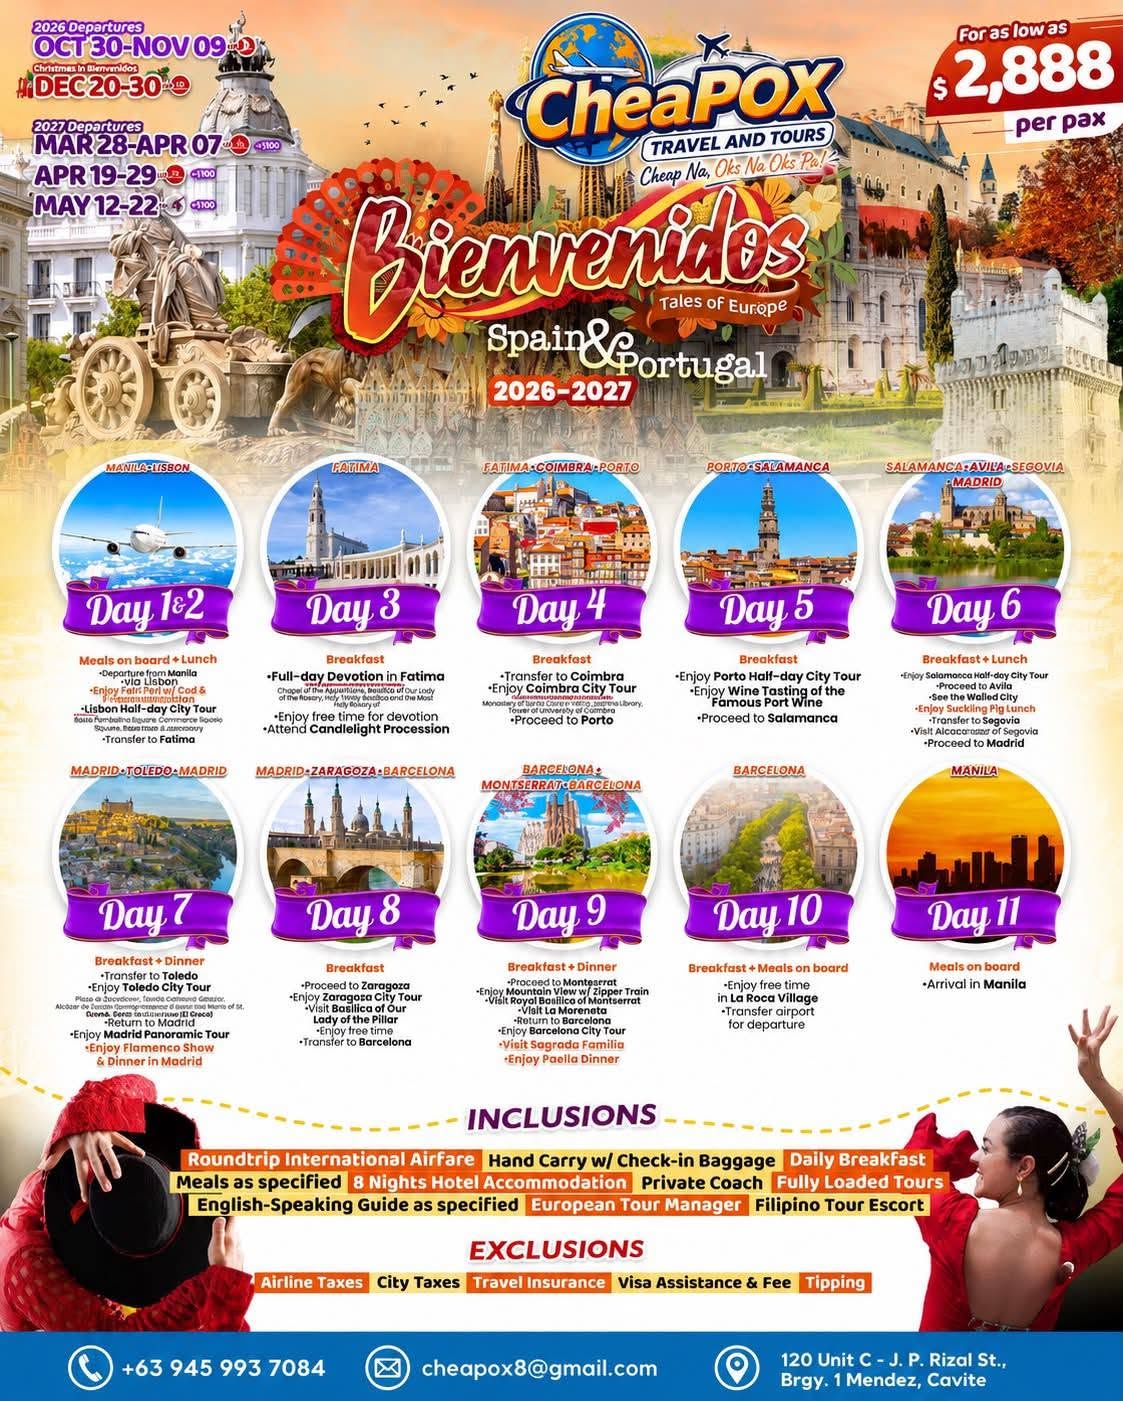 2026 Departures
OCT 30-NOV 09
Christmas in Bienvenidos
DEC 20-30
2027 Departures
MAR 28-APR 07 +$100
APR 19-29 +$100
MAY 12-22 +$100
CheaPOX
TRAVEL AND TOURS
Cheap Na, Oks Na Oks Pa!
For as low as
$2,888
per pax
Bienvenidos
Tales of Europe
Spain & Portugal
2026-2027
MANILA•LISBON
Day 1&2
Meals on board + Lunch
•Departure from Manila
•via Lisbon
•Lisbon Half-day City Tour
•Transfer to Fatima
FATIMA
Day 3
Breakfast
•Full-day Devotion in Fatima
•Enjoy free time for devotion
•Attend Candlelight Procession
FATIMA•COIMBRA•PORTO
Day 4
Breakfast
•Transfer to Coimbra
•Enjoy Coimbra City Tour
•Proceed to Porto
PORTO•SALAMANCA
Day 5
Breakfast
•Enjoy Porto Half-day City Tour
•Enjoy Wine Tasting of the
Famous Port Wine
•Proceed to Salamanca
SALAMANCA•AVILA•SEGOVIA
•MADRID
Day 6
Breakfast + Lunch
•Enjoy Salamanca Half-day City Tour
•Proceed to Avila
•See the Walled City
•Enjoy Suckling Pig Lunch
•Transfer to Segovia
•Visit of Segovia
•Proceed to Madrid
MADRID•TOLEDO•MADRID
Day 7
Breakfast + Dinner
•Transfer to Toledo
•Enjoy Toledo City Tour
•Return to Madrid
•Enjoy Madrid Panoramic Tour
•Enjoy Flamenco Show
& Dinner in Madrid
MADRID•ZARAGOZA•BARCELONA
Day 8
Breakfast
•Proceed to Zaragoza
•Enjoy Zaragoza City Tour
•Visit Basilica of Our
Lady of the Pillar
•Enjoy free time
•Transfer to Barcelona
BARCELONA•
MONTSERRAT•BARCELONA
Day 9
Breakfast + Dinner
•Proceed to Montserrat
•Enjoy Mountain View w/ Zipper Train
•Visit Royal Basilica of Montserrat
•Visit La Moreneta
•Return to Barcelona
•Enjoy Barcelona City Tour
•Visit Sagrada Familia
•Enjoy Paella Dinner
BARCELONA
Day 10
Breakfast + Meals on board
•Enjoy free time
in La Roca Village
•Transfer airport
for departure
MANILA
Day 11
Meals on board
•Arrival in Manila
INCLUSIONS
Roundtrip International Airfare Hand Carry w/ Check-in Baggage Daily Breakfast
Meals as specified 8 Nights Hotel Accommodation Private Coach Fully Loaded Tours
English-Speaking Guide as specified European Tour Manager Filipino Tour Escort
EXCLUSIONS
Airline Taxes City Taxes Travel Insurance Visa Assistance & Fee Tipping
+63 945 993 7084
cheapox8@gmail.com
120 Unit C - J. P. Rizal St.,
Brgy. 1 Mendez, Cavite